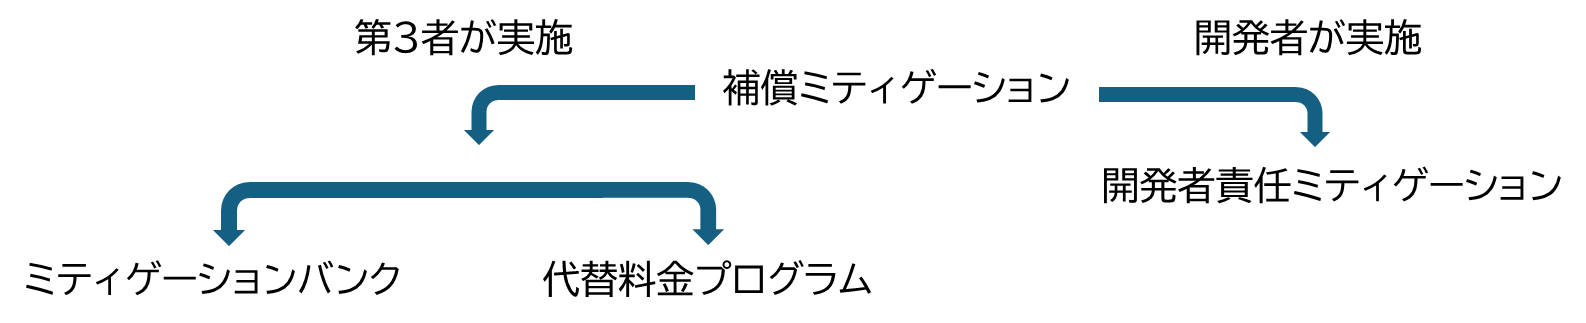 第３者が実施
開発者が実施
補償ミティゲーション
開発者責任ミティゲーション
ミティゲーションバンク
代替料金プログラム